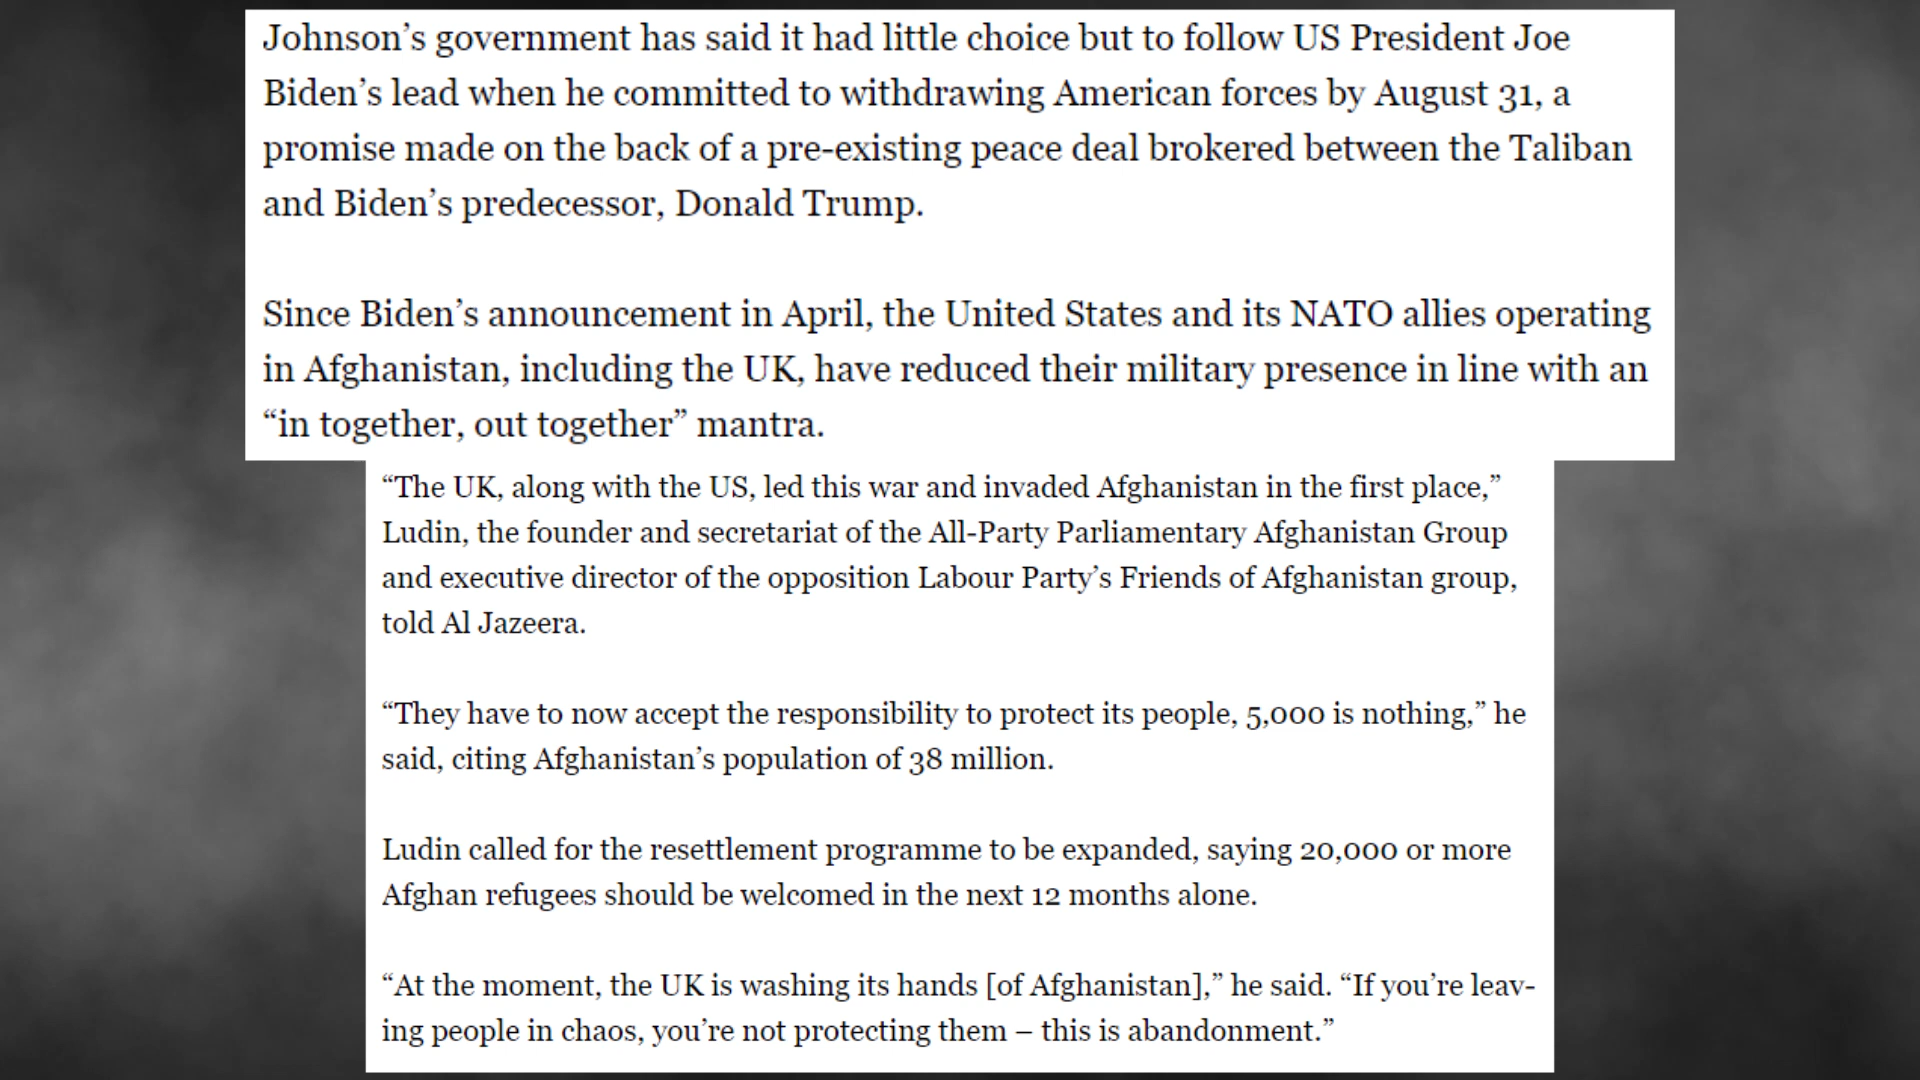 Johnson’s government has said it had little choice but to follow US President Joe
Biden’s lead when he committed to withdrawing American forces by August 31, a
promise made on the back of a pre-existing peace deal brokered between the Taliban
and Biden’s predecessor, Donald Trump.
Since Biden’s announcement in April, the United States and its NATO allies operating
in Afghanistan, including the UK, have reduced their military presence in line with an
“in together, out together” mantra.
“The UK, along with the US, led this war and invaded Afghanistan in the first place,”
Ludin, the founder and secretariat of the All-Party Parliamentary Afghanistan Group
and executive director of the opposition Labour Party’s Friends of Afghanistan group,
told Al Jazeera.
“They have to now accept the responsibility to protect its people, 5,000 is nothing,” he
said, citing Afghanistan’s population of 38 million.
Ludin called for the resettlement programme to be expanded, saying 20,000 or more
Afghan refugees should be welcomed in the next 12 months alone.
“At the moment, the UK is washing its hands [of Afghanistan],” he said. “If you’re leav-
ing people in chaos, you’re not protecting them – this is abandonment.”